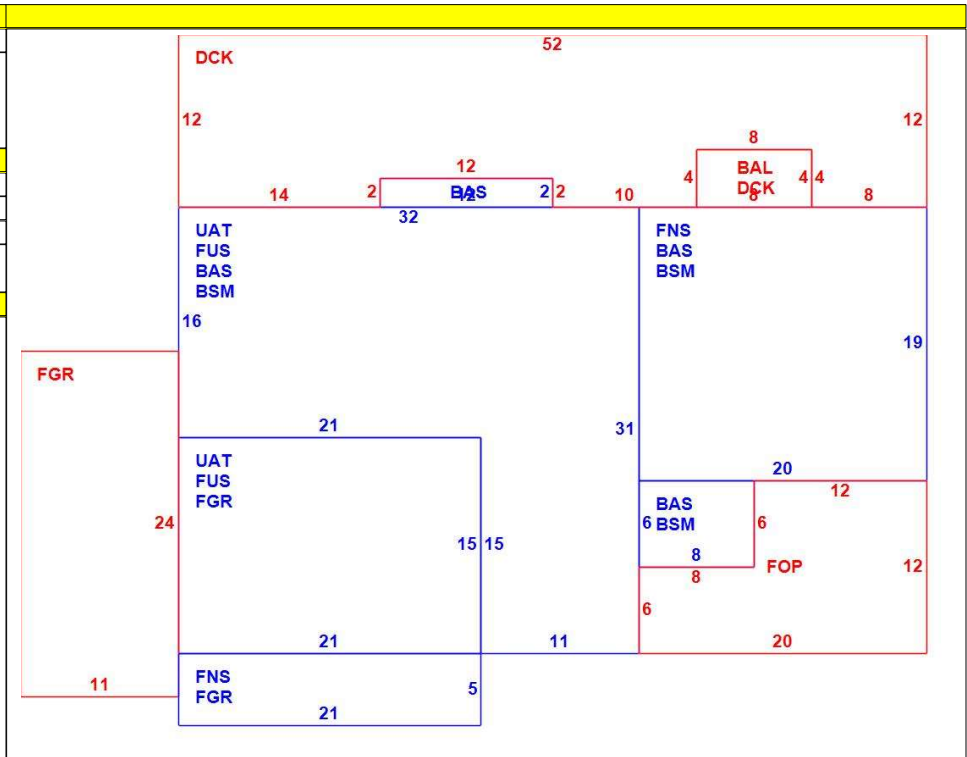 52
DCK
12 12
8
12
BAL
4 4 4
DCK
14 2 BAS 2 2 10 8 8
12
32
UAT
FUS
BAS
BSM
FNS
BAS
BSM
16
19
FGR
21
31
UAT
FUS
FGR
20
12
BAS
BSM
24
15 15
6 6
8
8
FOP
12
6
21
11
20
FNS
FGR
11
5
21